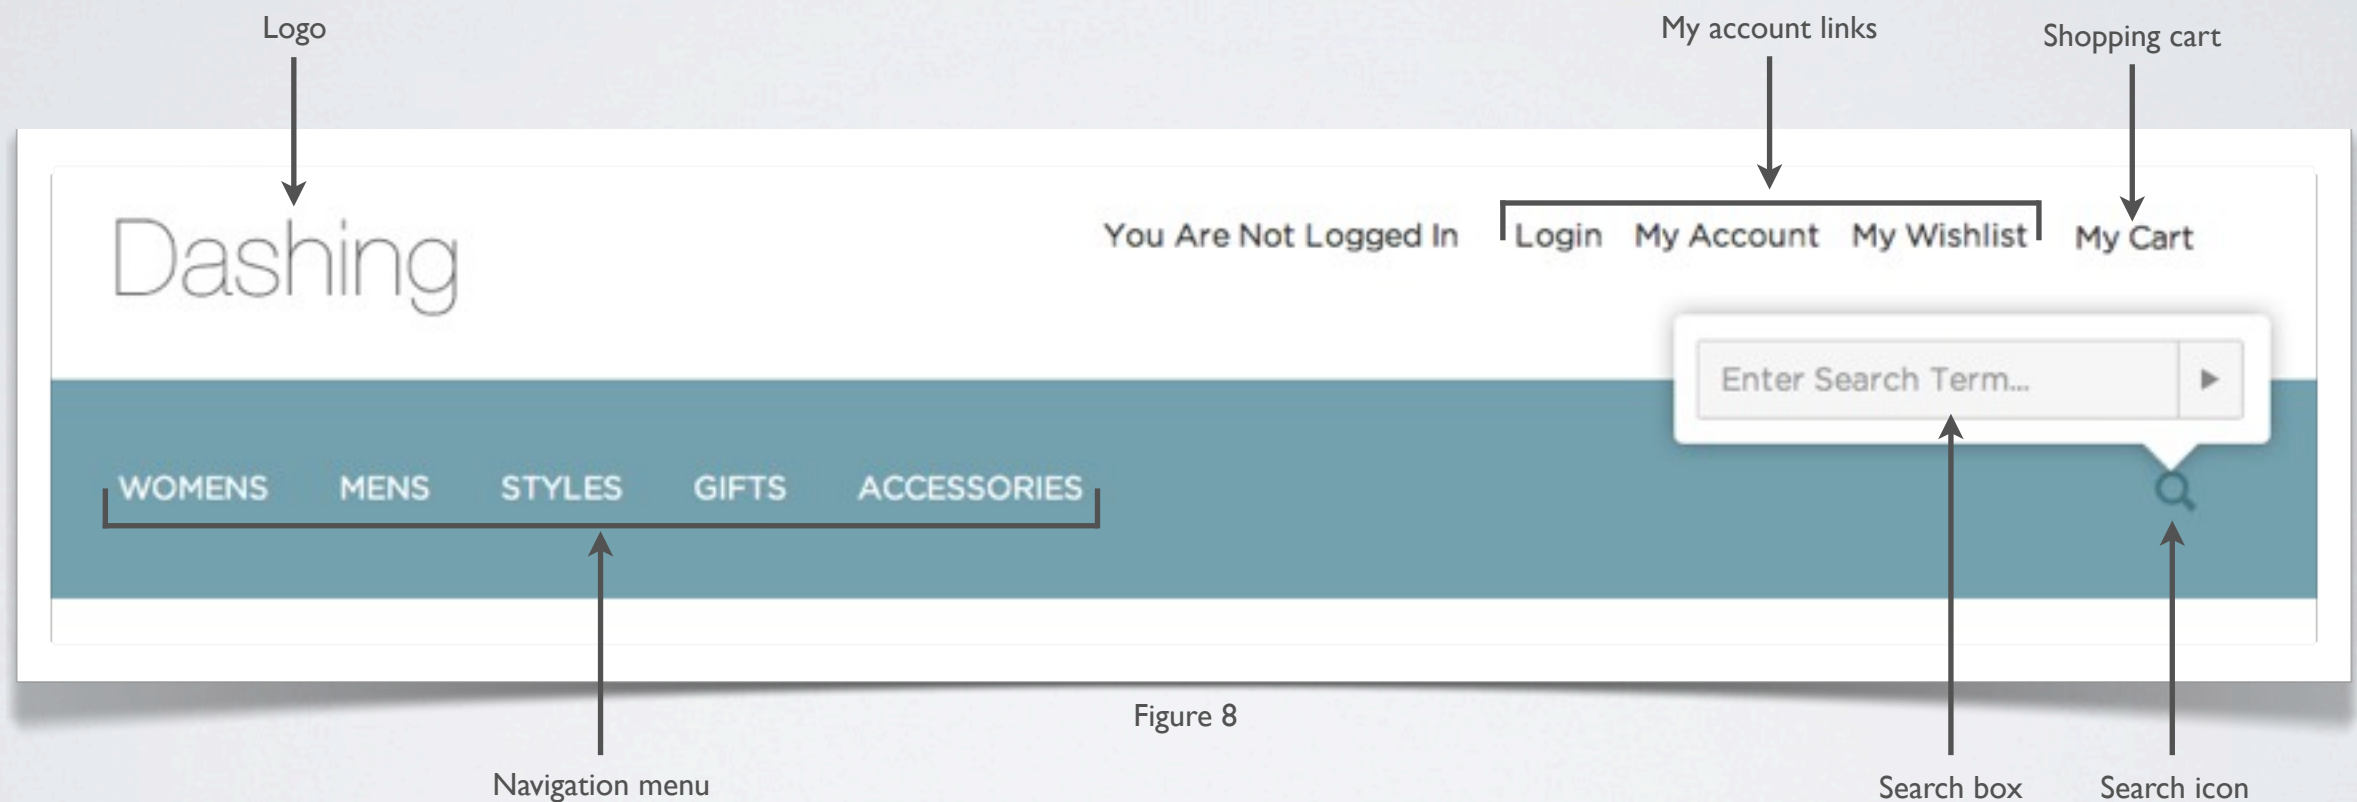 Logo
My account links
Shopping cart
Dashing
You Are Not Logged In Login My Account My Wishlist My Cart
Enter Search Term...
WOMENS MENS STYLES GIFTS ACCESSORIES
Figure 8
Navigation menu
Search box
Search icon